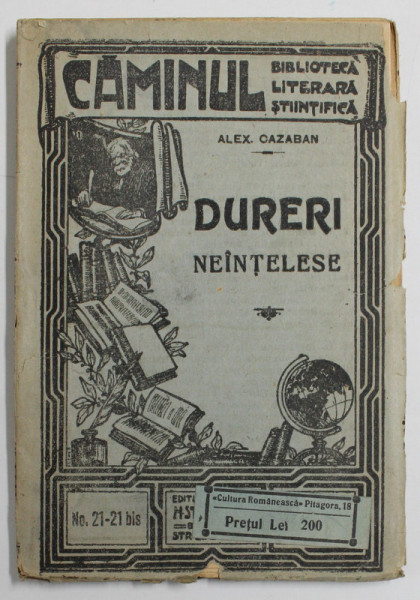 CĂMINUL
BIBLIOTECĂ
LITERARĂ
ȘTIINȚIFICĂ
ALEX. CAZABAN
DURERI
NEÎNȚELESE
No. 21-21 bis
«Cultura Românească» Pitagora, 18
Prețul Lei 200